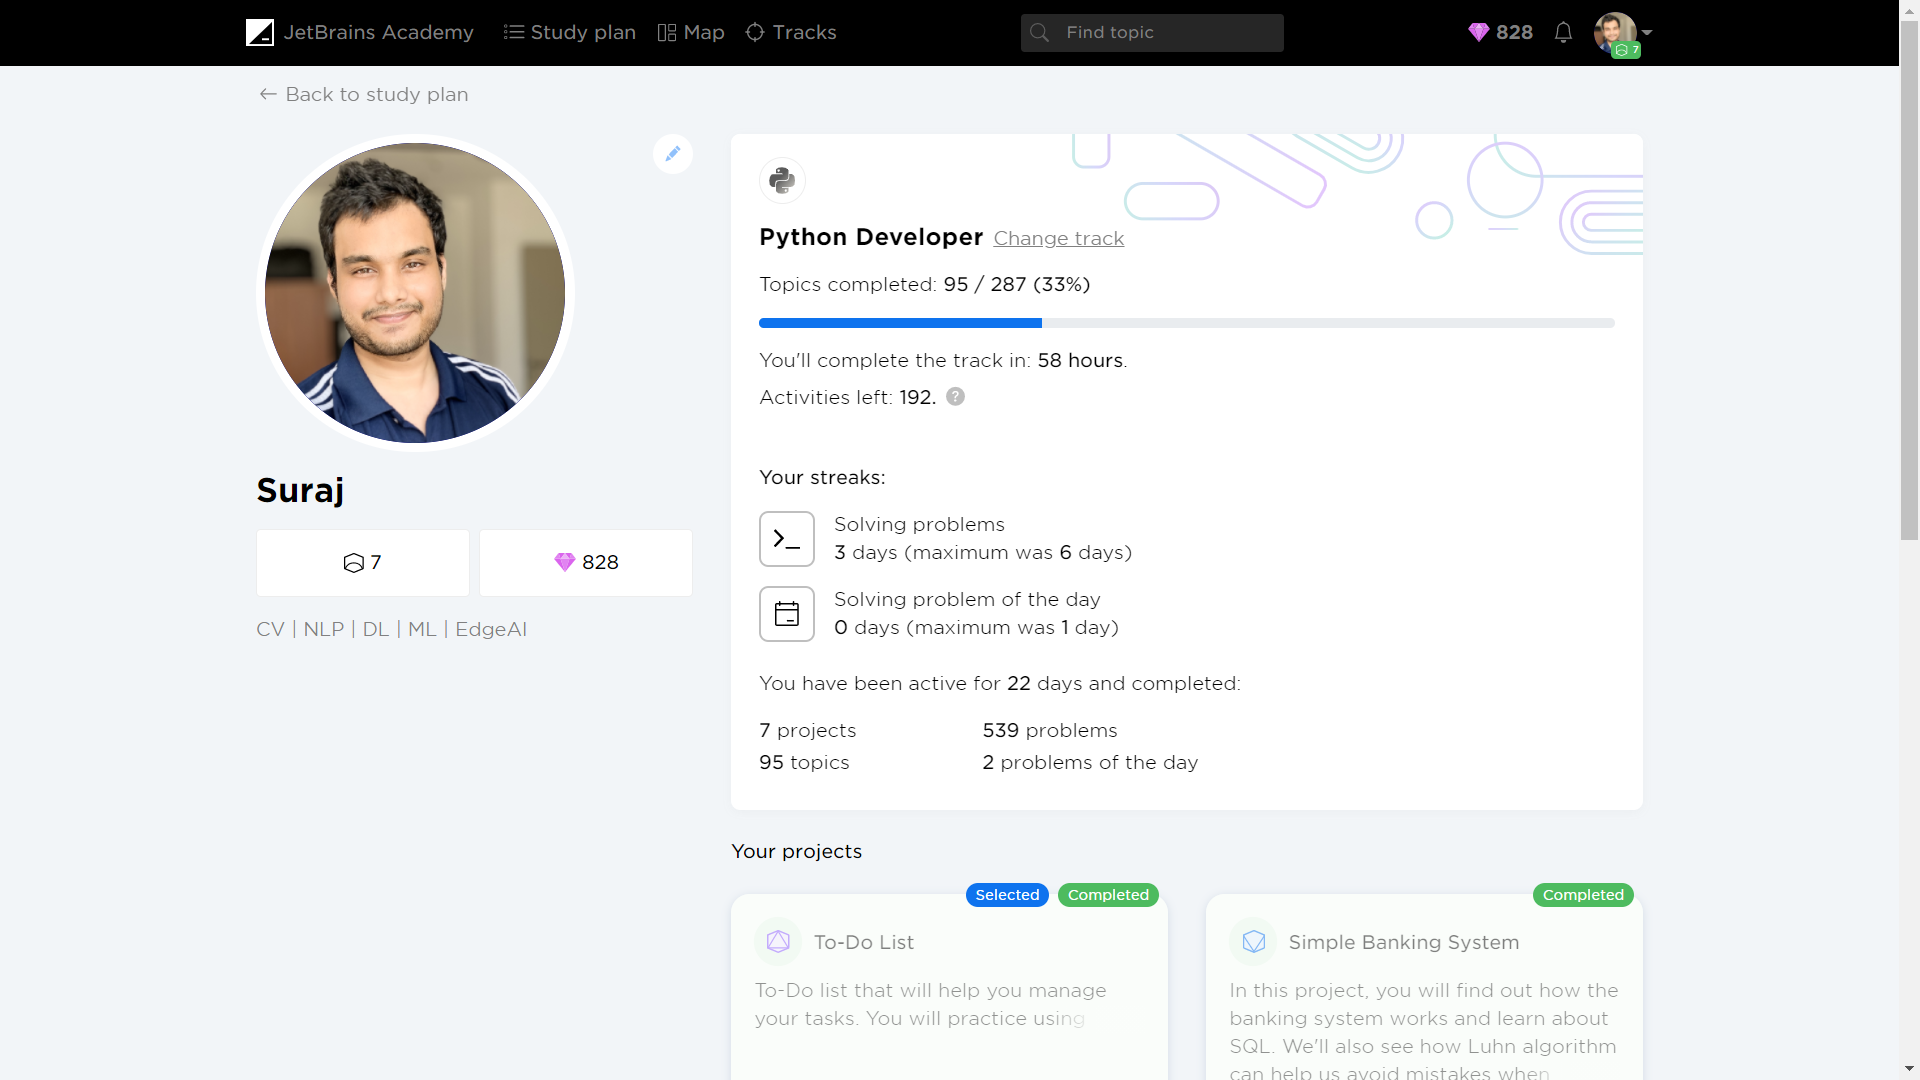 JetBrains Academy
Study plan
Map
Tracks
Find topic
828
7
Back to study plan
Suraj
7
828
CV | NLP | DL | ML | EdgeAI
Python Developer Change track
Topics completed: 95 / 287 (33%)
You'll complete the track in: 58 hours.
Activities left: 192. ?
Your streaks:
Solving problems
3 days (maximum was 6 days)
Solving problem of the day
0 days (maximum was 1 day)
You have been active for 22 days and completed:
7 projects
539 problems
95 topics
2 problems of the day
Your projects
Selected
Completed
To-Do List
To-Do list that will help you manage
your tasks. You will practice using
Completed
Simple Banking System
In this project, you will find out how the
banking system works and learn about
SQL. We'll also see how Luhn algorithm
can help us avoid mistakes when